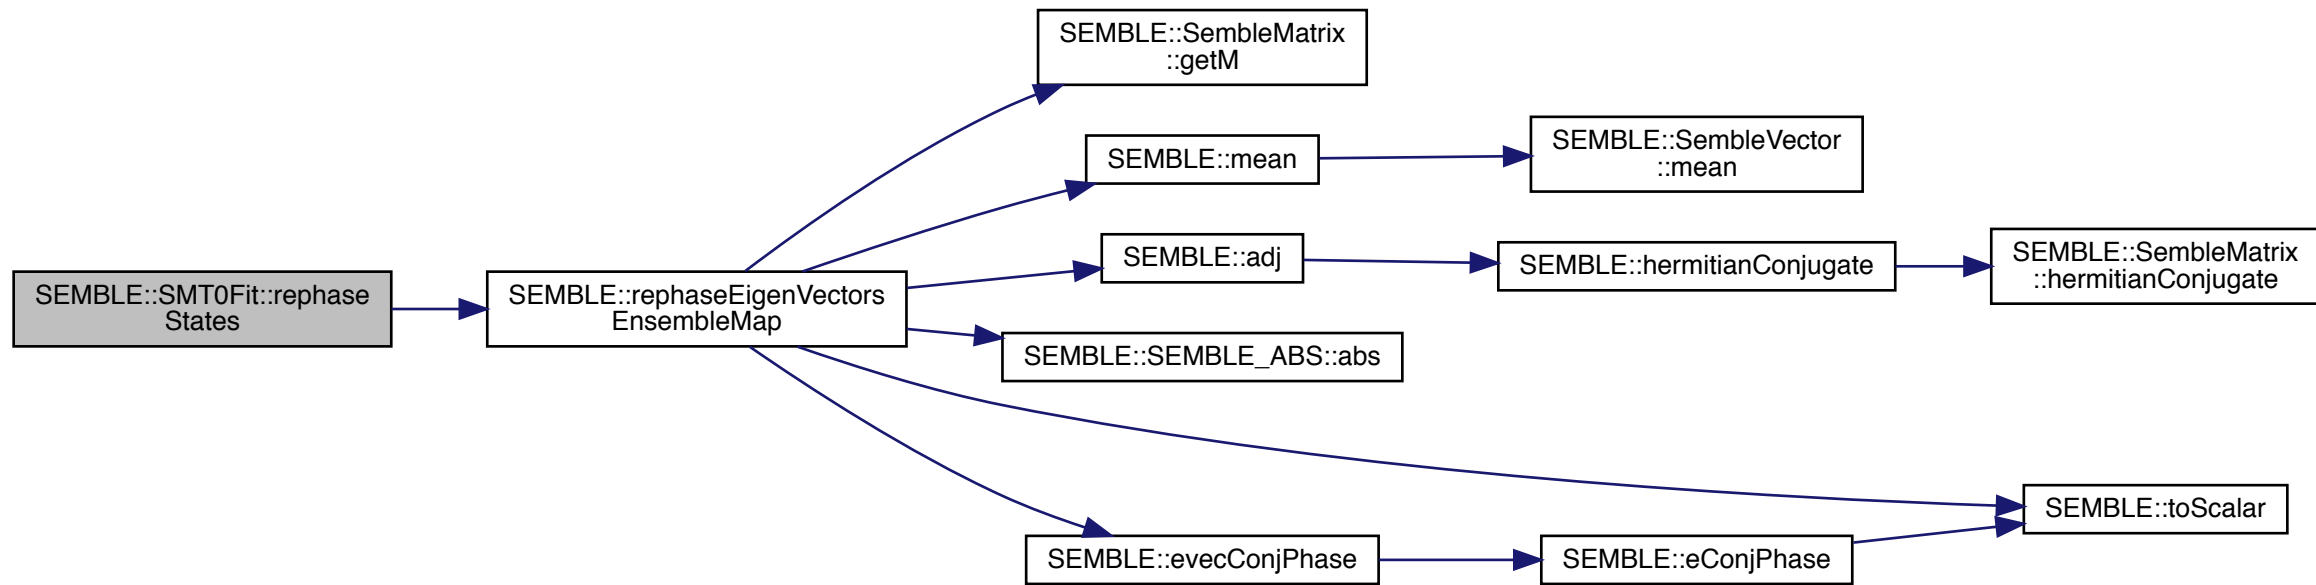 SEMBLE::SMT0Fit::rephase
States
SEMBLE::rephaseEigenVectors
EnsembleMap
SEMBLE::SembleMatrix
::getM
SEMBLE::mean
SEMBLE::SembleVector
::mean
SEMBLE::adj
SEMBLE::hermitianConjugate
SEMBLE::SembleMatrix
::hermitianConjugate
SEMBLE::SEMBLE_ABS::abs
SEMBLE::toScalar
SEMBLE::evecConjPhase
SEMBLE::eConjPhase